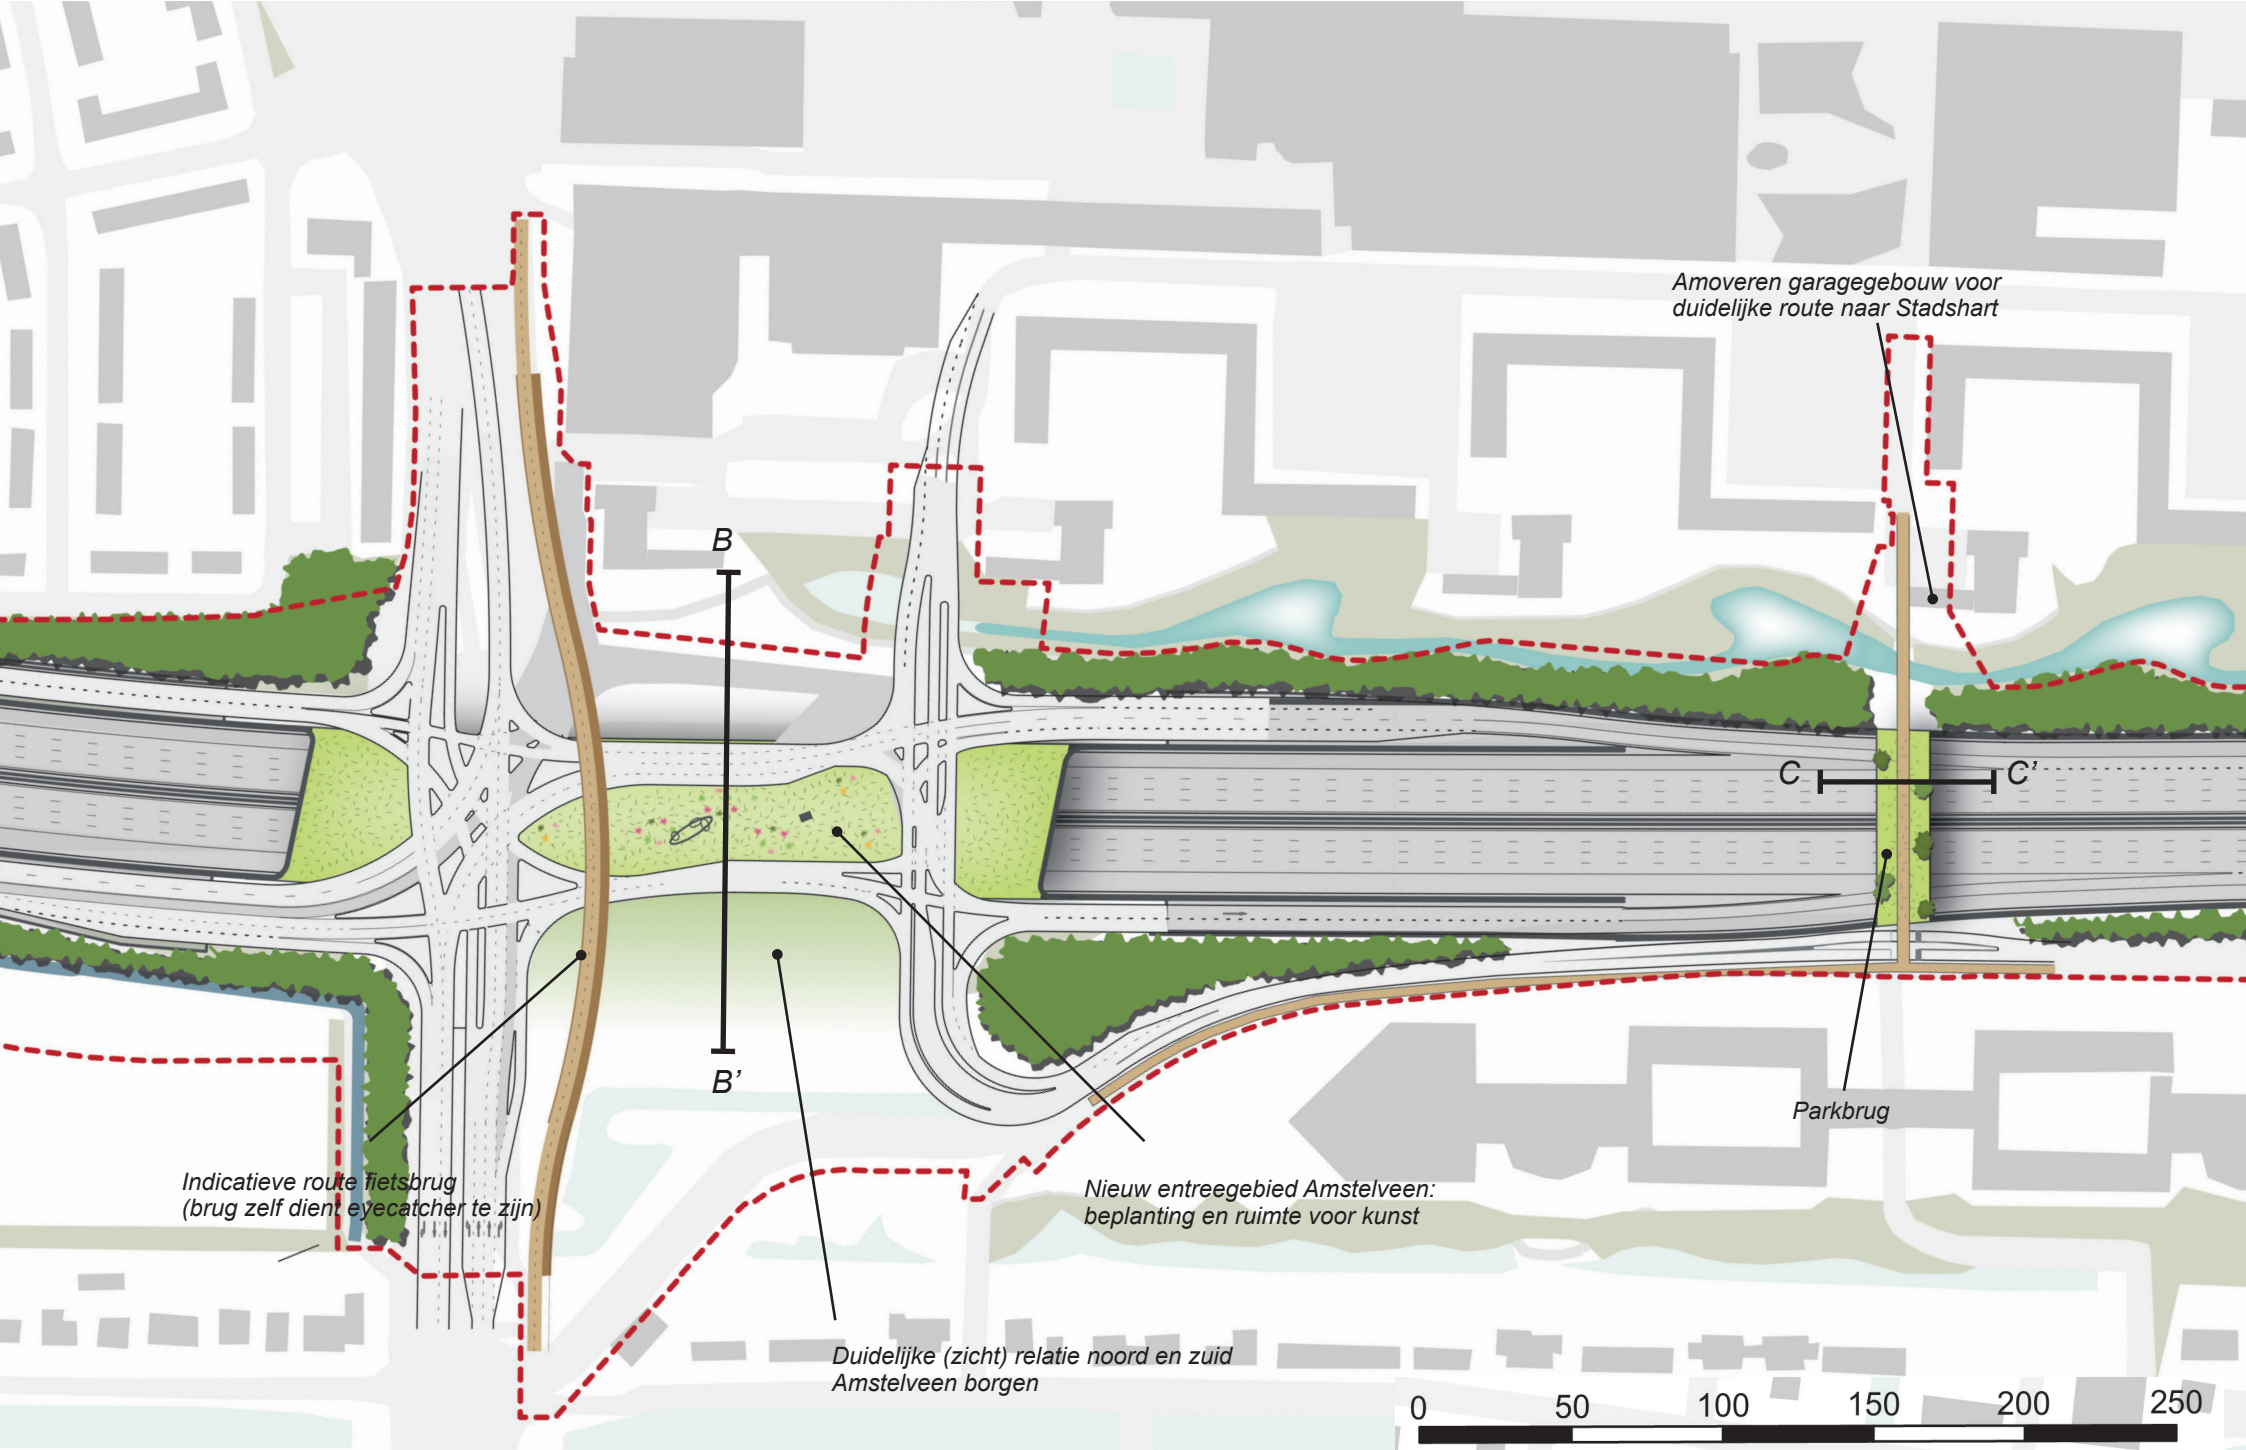 Amoveren garagegebouw voor
duidelijke route naar Stadshart
B
C
C’
B’
Parkbrug
Indicatieve route fietsbrug
(brug zelf dient eyecatcher te zijn)
Nieuw entreegebied Amstelveen:
beplanting en ruimte voor kunst
Duidelijke (zicht) relatie noord en zuid
Amstelveen borgen
0 50 100 150 200 250